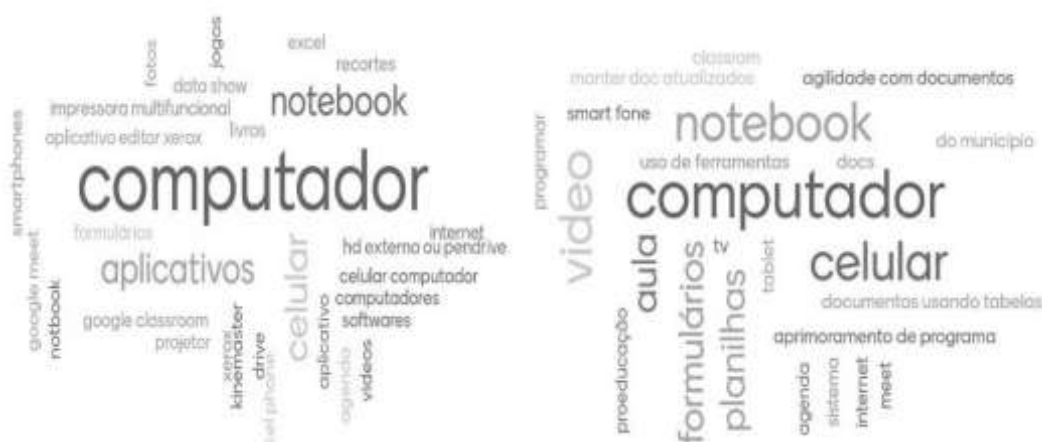 jogos
fotos
excel
recortes
data show
notebook
impressora multifuncional
livros
aplicativo editor xerox
smartphones
computador
formulários
internet
celular
hd externo ou pendrive
aplicativos
google meet
notbook
celular computador
computadores
google classroom
softwares
projetor
xerox
kinemaster
drive
aplicativo
agenda
videos
classrom
manter doc atualizados
agilidade com documentos
smart fone
notebook
programar
do município
video
uso de ferramentas
docs
computador
aula
formulários
tv
tablet
planilhas
celular
documentos usando tabelas
proeducação
aprimoramento de programa
agenda
sistema
internet
meet